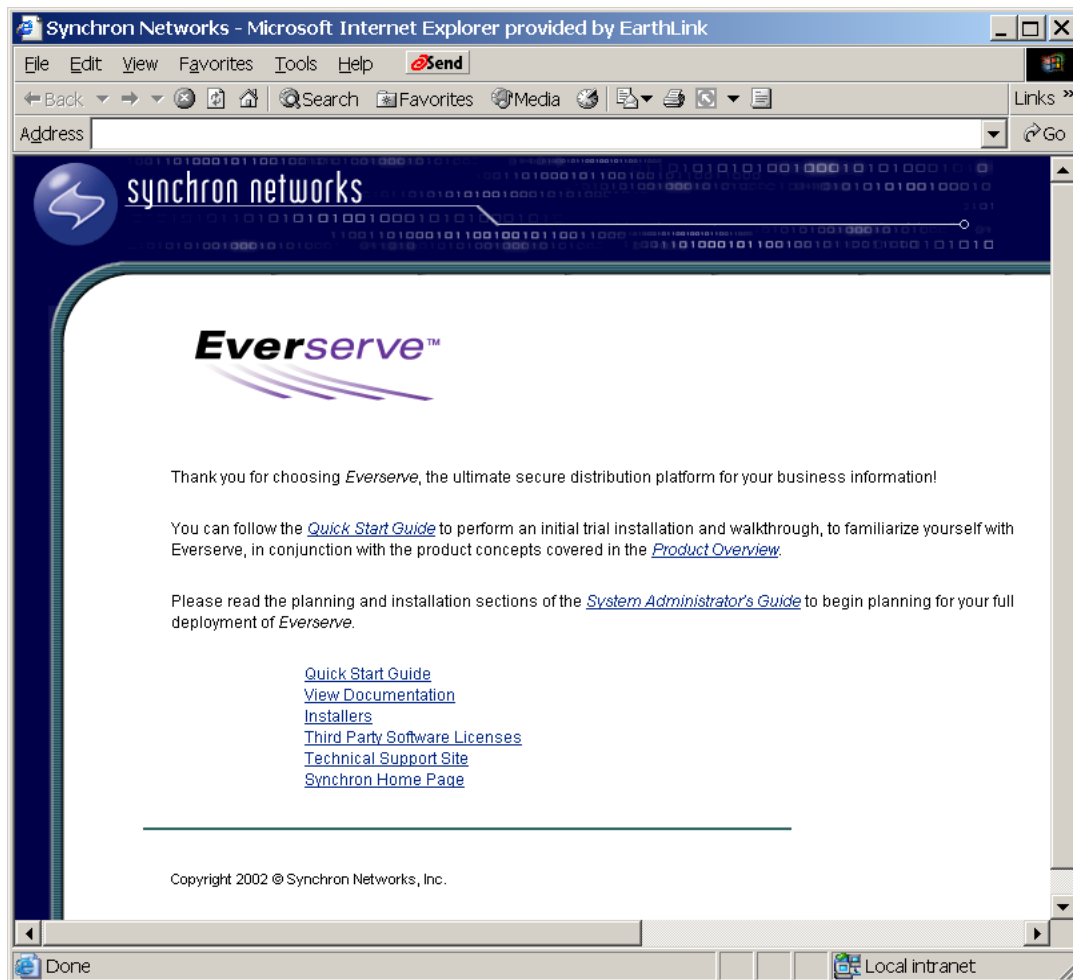 Synchron Networks - Microsoft Internet Explorer provided by EarthLink
File Edit View Favorites Tools Help Send
Back Search Favorites Media Links »
Address Go
synchron networks
Everserve™
Thank you for choosing Everserve, the ultimate secure distribution platform for your business information!
You can follow the Quick Start Guide to perform an initial trial installation and walkthrough, to familiarize yourself with
Everserve, in conjunction with the product concepts covered in the Product Overview.
Please read the planning and installation sections of the System Administrator's Guide to begin planning for your full
deployment of Everserve.
Quick Start Guide
View Documentation
Installers
Third Party Software Licenses
Technical Support Site
Synchron Home Page
Copyright 2002 © Synchron Networks, Inc.
Done Local intranet